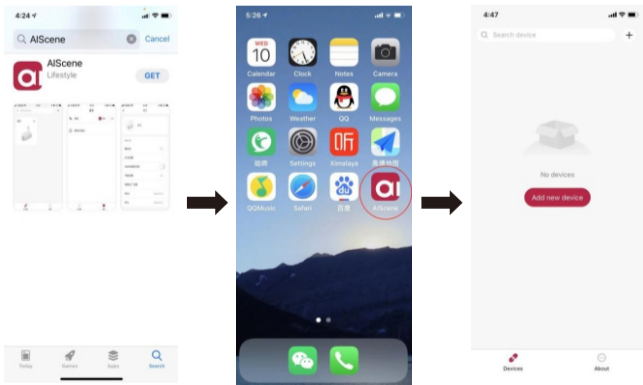 4:24
AIScene
Cancel
AIScene
Lifestyle
GET
Today
Games
Apps
Search
5:26
WED
10
Calendar
Clock
Notes
Camera
Photos
Weather
QQ
Messages
Settings
Ximalaya
QQMusic
Safari
du
百度
AIScene
4:47
Search device
+
No devices
Add new device
Devices
About